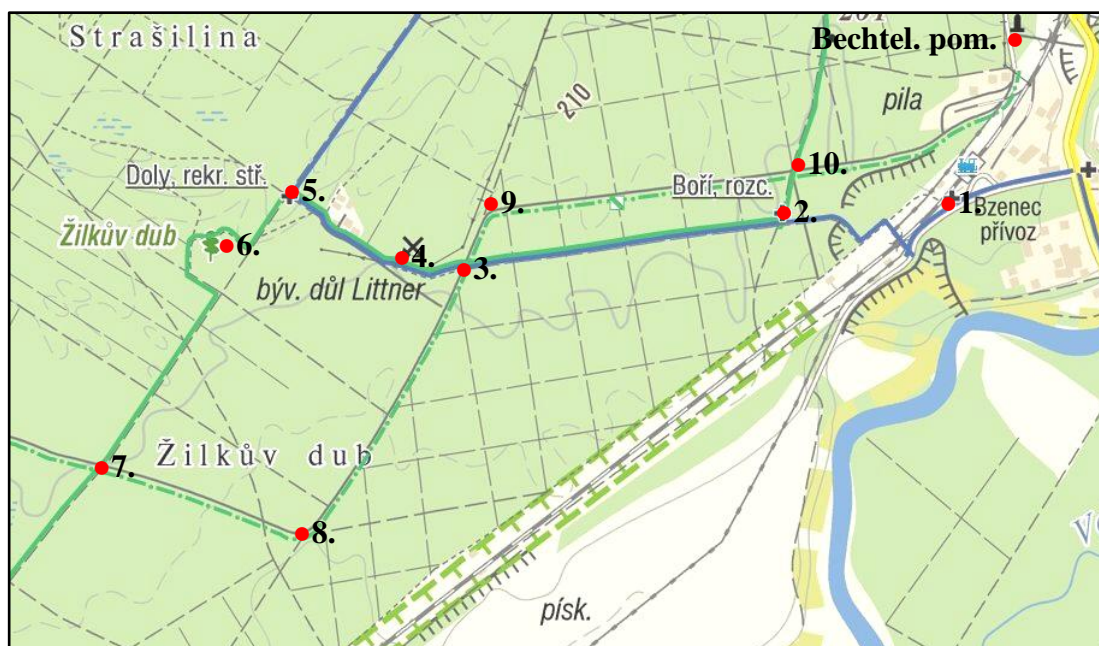 Strašilina
201
Bechtel. pom.
pila
210
Doly, rekr. stř.
Boří, rozc.
10.
5.
9.
2.
1.
Bzenec
přívoz
Žilkův dub
6.
4.
3.
býv. důl Littner
7.
Žilkův dub
8.
písk.